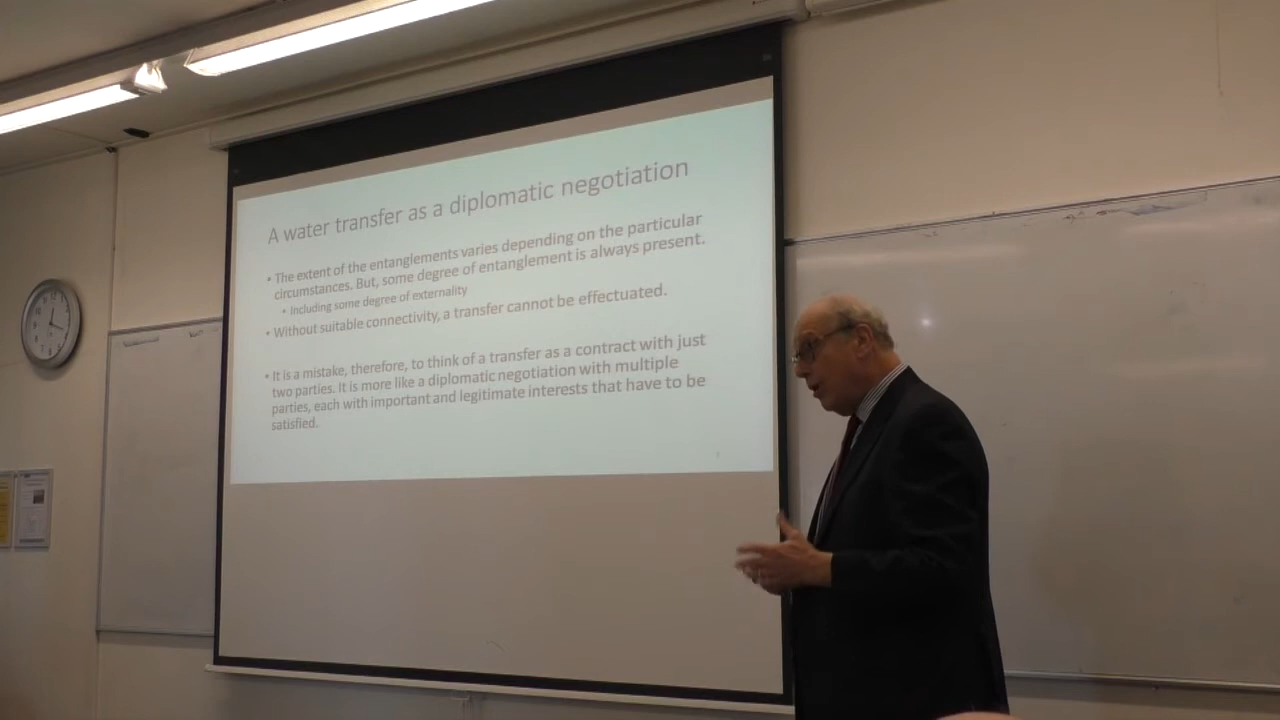 A water transfer as a diplomatic negotiation
• The extent of the entanglements varies depending on the particular
circumstances. But, some degree of entanglement is always present.
• Including some degree of externality
• Without suitable connectivity, a transfer cannot be effectuated.
• It is a mistake, therefore, to think of a transfer as a contract with just
two parties. It is more like a diplomatic negotiation with multiple
parties, each with important and legitimate interests that have to be
satisfied.